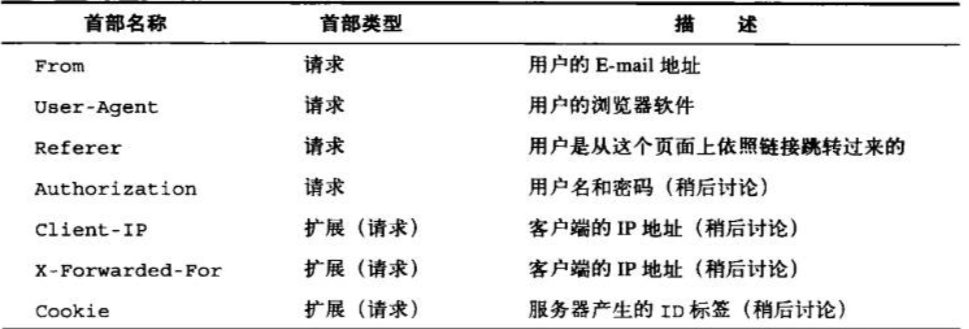 首部名称 首部类型 描 述
From 请求 用户的 E-mail 地址
User-Agent 请求 用户的浏览器软件
Referer 请求 用户是从这个页面上依照链接跳转过来的
Authorization 请求 用户名和密码（稍后讨论）
Client-IP 扩展（请求） 客户端的 IP 地址（稍后讨论）
X-Forwarded-For 扩展（请求） 客户端的 IP 地址（稍后讨论）
Cookie 扩展（请求） 服务器产生的 ID 标签（稍后讨论）